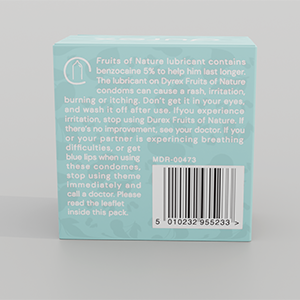 Fruits of Nature lubricant contains
benzocaine 5% to help him last longer.
The lubricant on Dyrex Fruits of Nature
condoms can cause a rash, irritation,
burning or itching. Don't get it in your eyes,
and wash it off after use. Ifyou experience
irritation, stop using Durex Fruits of Nature. If
there's no improvement, see your doctor. If you
or your partner is experiencing breathing
difficulties, or get
blue lips when using
these condomes,
stop using theme
immediately and
call a doctor. Please
read the leaflet
inside this pack.
MDR-00473
5 010232 955233 >